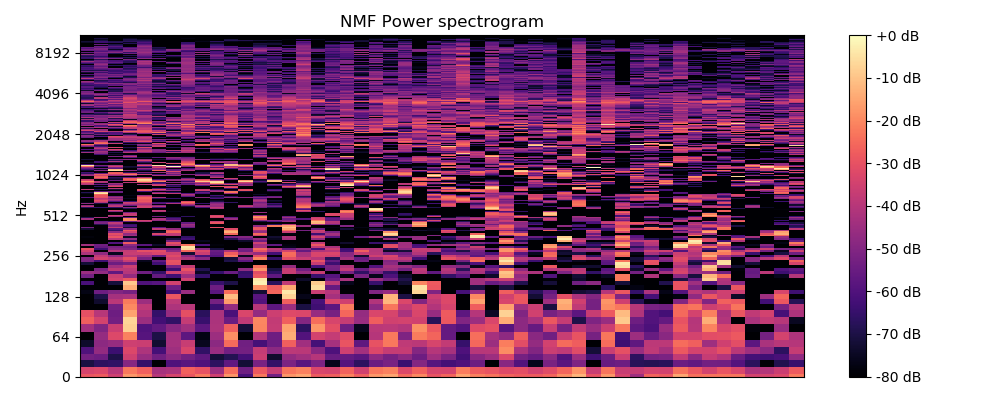 NMF Power spectrogram
Hz
8192
4096
2048
1024
512
256
128
64
0
+0 dB
-10 dB
-20 dB
-30 dB
-40 dB
-50 dB
-60 dB
-70 dB
-80 dB